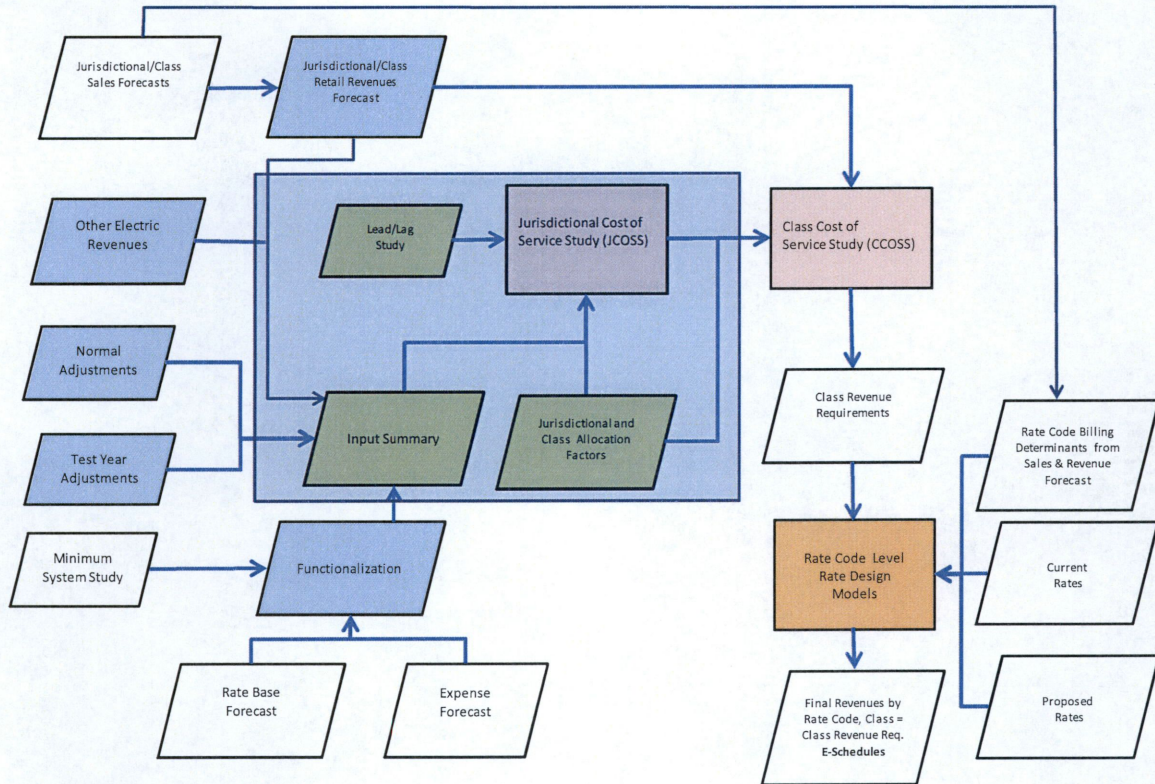 Jurisdictional/Class
Sales Forecasts
Jurisdictional/Class
Retail Revenues
Forecast
Other Electric
Revenues
Lead/Lag
Study
Jurisdictional Cost of
Service Study (JCOSS)
Class Cost of
Service Study (CCOSS)
Normal
Adjustments
Test Year
Adjustments
Input Summary
Jurisdictional and
Class Allocation
Factors
Class Revenue
Requirements
Rate Code Billing
Determinants from
Sales & Revenue
Forecast
Minimum
System Study
Functionalization
Rate Code Level
Rate Design
Models
Current
Rates
Rate Base
Forecast
Expense
Forecast
Final Revenues by
Rate Code, Class =
Class Revenue Req.
E-Schedules
Proposed
Rates